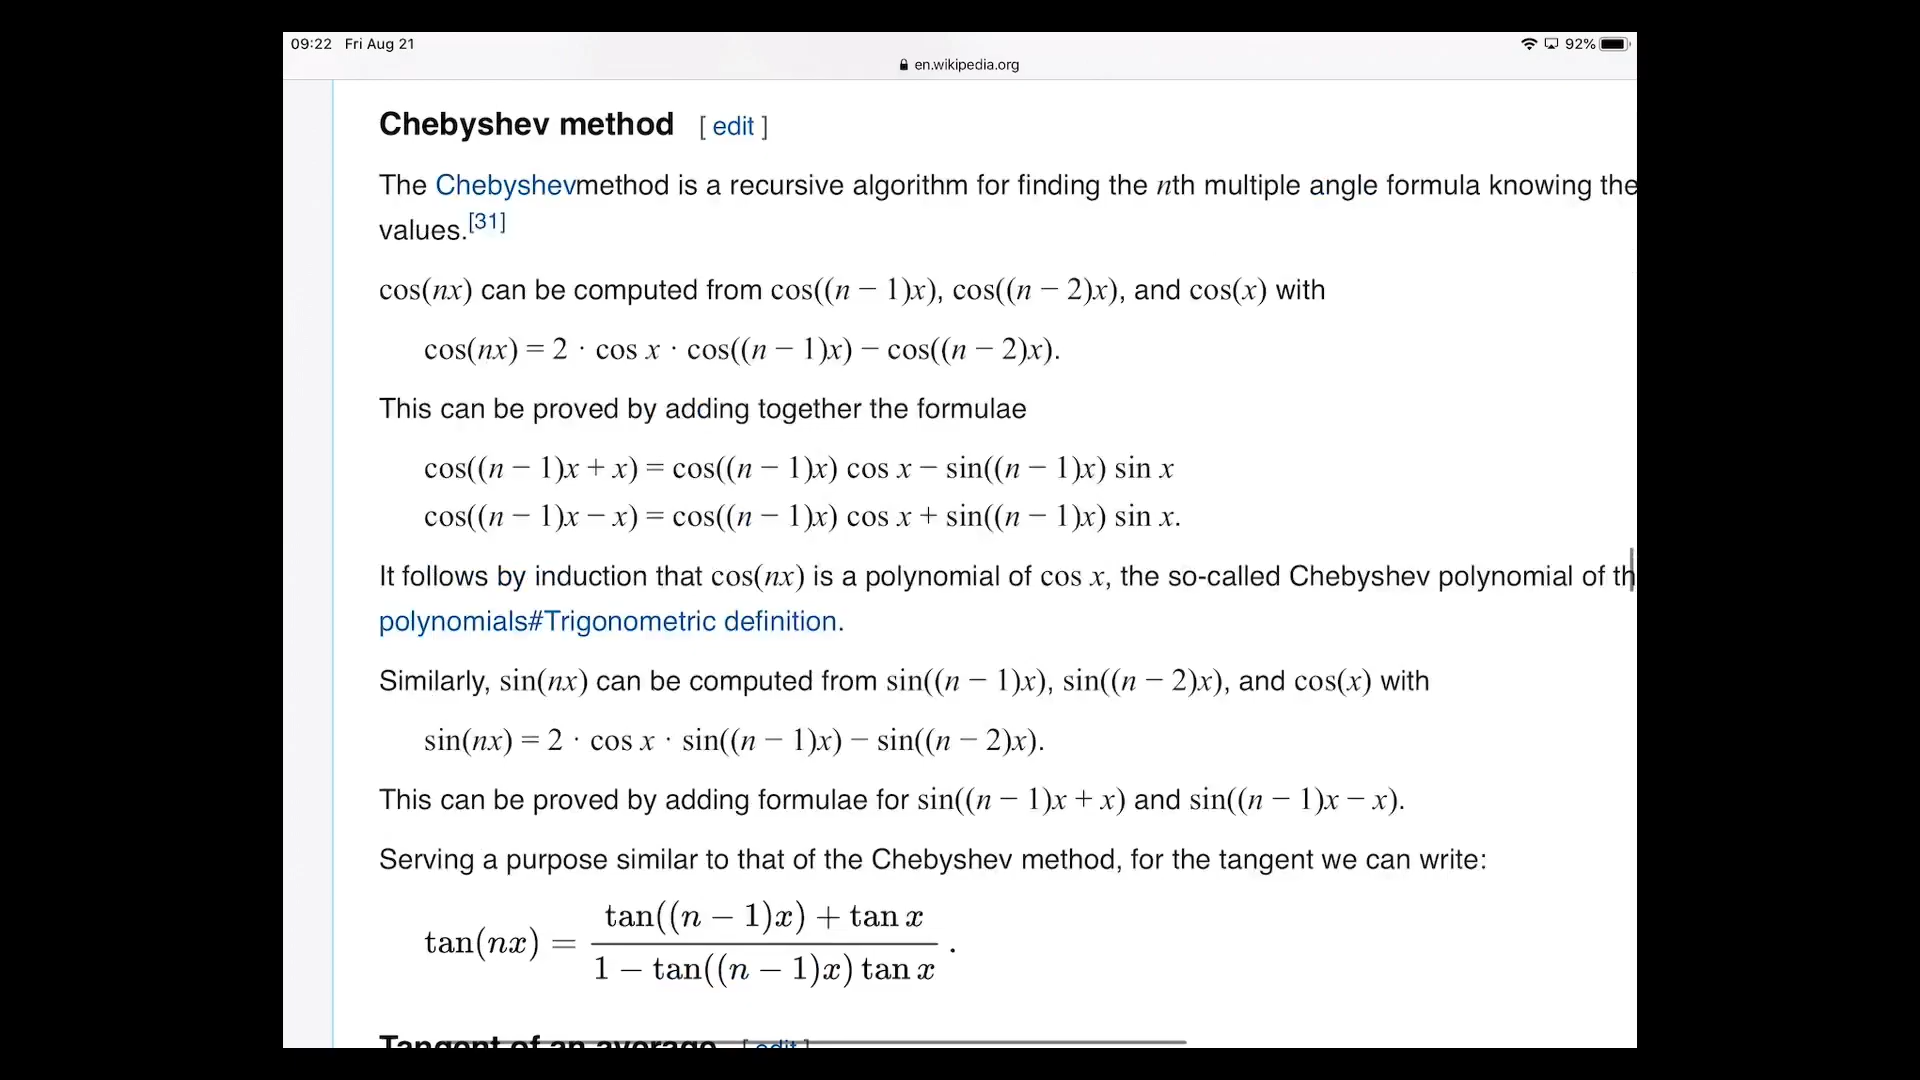 09:22 Fri Aug 21
92%
en.wikipedia.org
Chebyshev method [ edit ]
The Chebyshevmethod is a recursive algorithm for finding the nth multiple angle formula knowing the
values.[31]
cos(nx) can be computed from cos((n − 1)x), cos((n − 2)x), and cos(x) with
cos(nx) = 2 · cos x · cos((n − 1)x) − cos((n − 2)x).
This can be proved by adding together the formulae
cos((n − 1)x + x) = cos((n − 1)x) cos x − sin((n − 1)x) sin x
cos((n − 1)x − x) = cos((n − 1)x) cos x + sin((n − 1)x) sin x.
It follows by induction that cos(nx) is a polynomial of cos x, the so-called Chebyshev polynomial of th
polynomials#Trigonometric definition.
Similarly, sin(nx) can be computed from sin((n − 1)x), sin((n − 2)x), and cos(x) with
sin(nx) = 2 · cos x · sin((n − 1)x) − sin((n − 2)x).
This can be proved by adding formulae for sin((n − 1)x + x) and sin((n − 1)x − x).
Serving a purpose similar to that of the Chebyshev method, for the tangent we can write:
tan((n − 1)x) + tan x
tan(nx) = .
1 − tan((n − 1)x) tan x
Tangent of an average [ edit ]